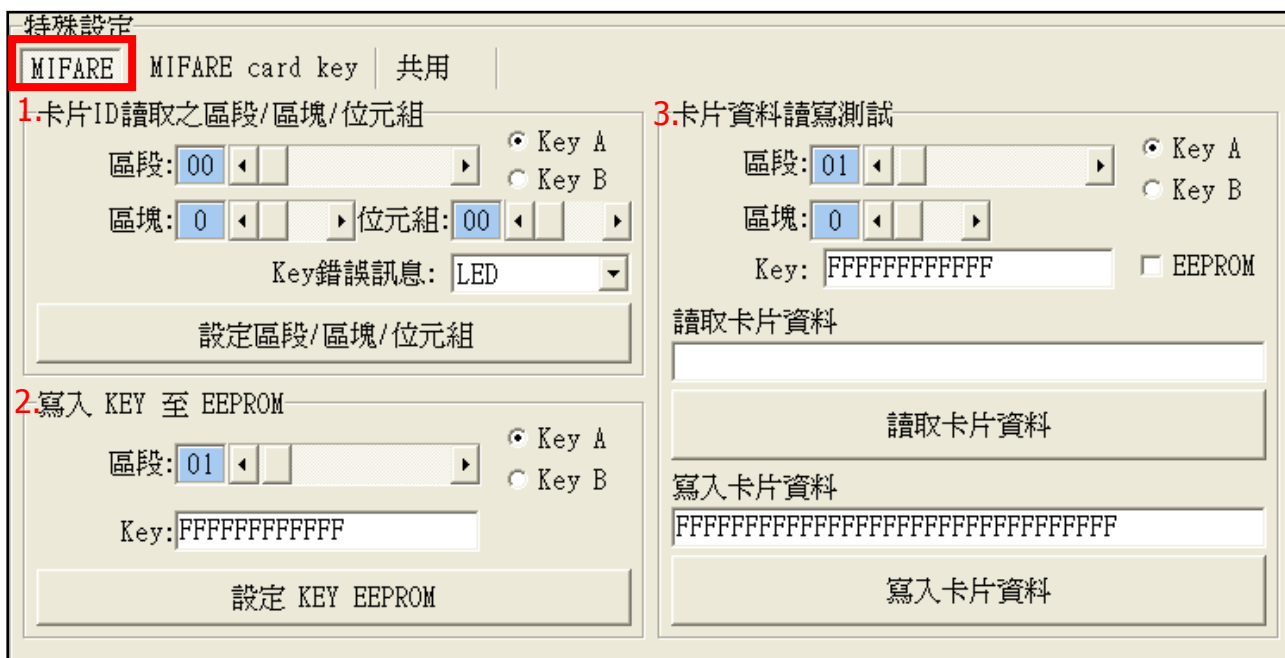 特殊設定
MIFARE MIFARE card key 共用
1.卡片ID讀取之區段/區塊/位元組
區段: 00
Key A
Key B
區塊: 0 位元組: 00
Key錯誤訊息: LED
設定區段/區塊/位元組
2.寫入 KEY 至 EEPROM
區段: 01
Key A
Key B
Key: FFFFFFFFFFFF
設定 KEY EEPROM
3.卡片資料讀寫測試
區段: 01
Key A
Key B
區塊: 0
Key: FFFFFFFFFFFF EEPROM
讀取卡片資料
讀取卡片資料
寫入卡片資料
FFFFFFFFFFFFFFFFFFFFFFFFFFFFFFFF
寫入卡片資料